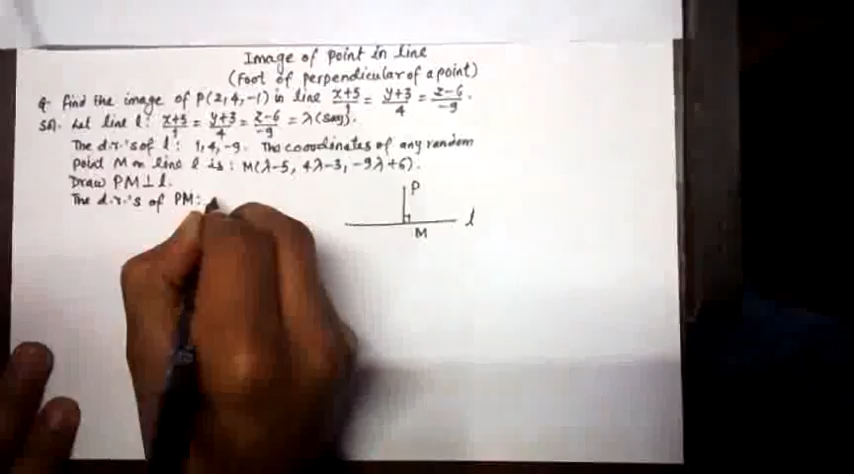 Image of point in line
(Foot of perpendicular of a point)
Q. Find the image of P(2,4,-1) in line x+5/1 = y+3/4 = z-6/-9.
Sol. Let line l: x+5/1 = y+3/4 = z-6/-9 = λ(say).
The d.r.'s of l: 1,4,-9. The coordinates of any random
point M on line l is: M(λ-5, 4λ-3, -9λ+6).
Draw PM⊥l.
The d.r.'s of PM:
P
l
M